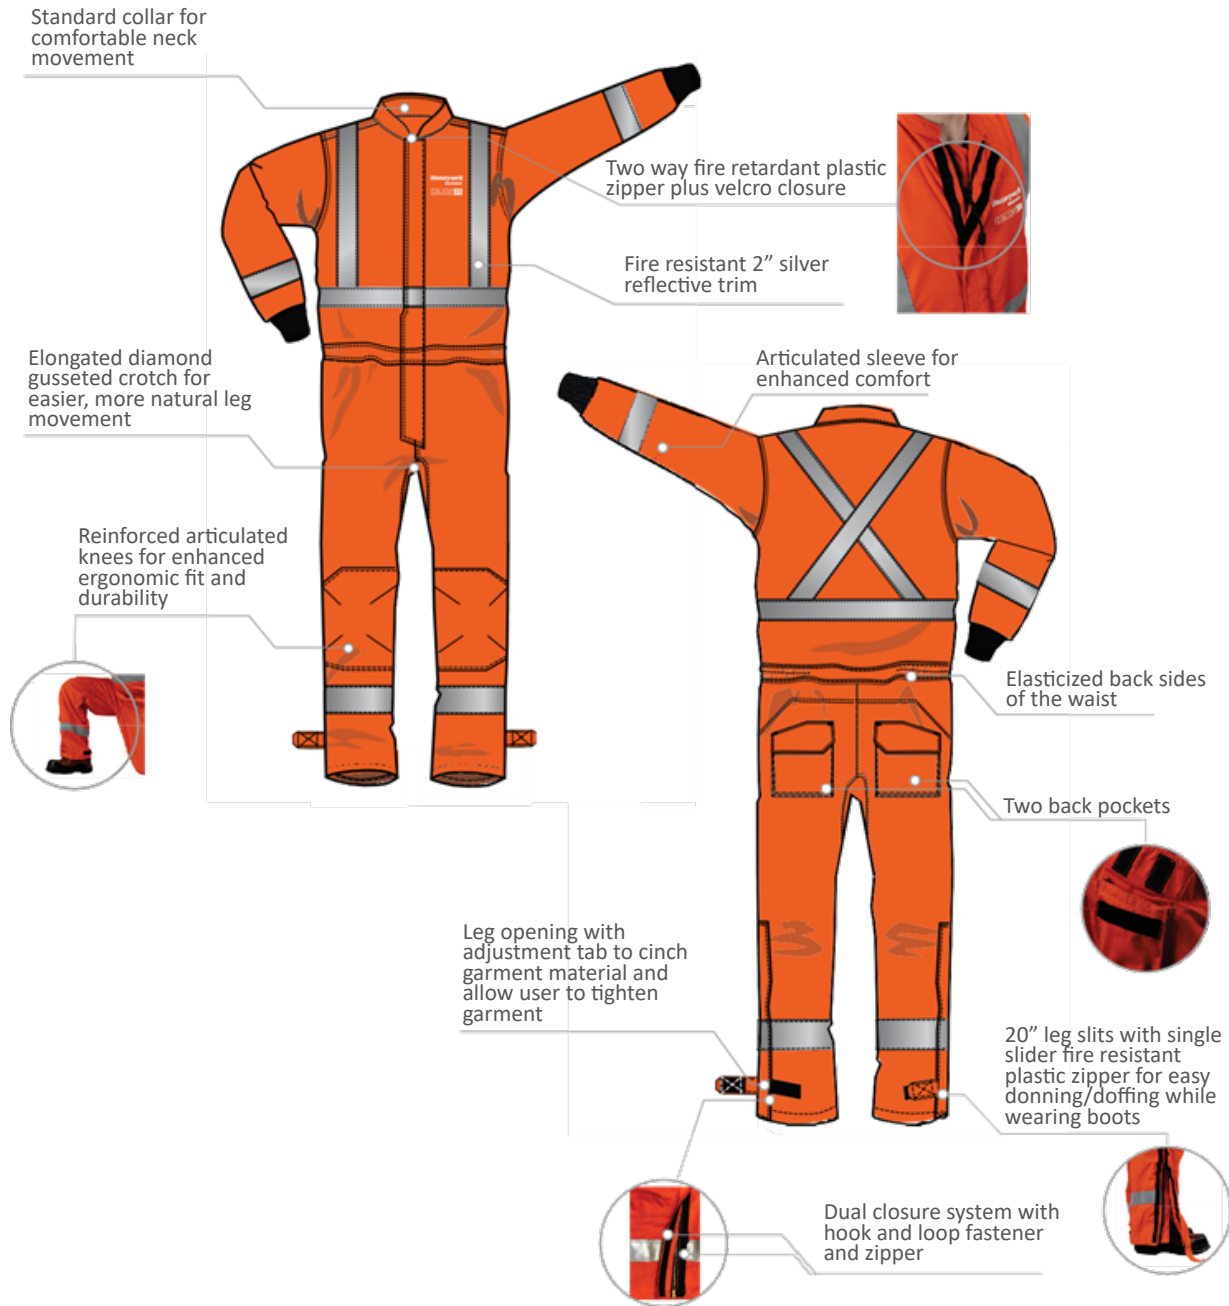 Standard collar for
comfortable neck
movement
Two way fire retardant plastic
zipper plus velcro closure
Fire resistant 2” silver
reflective trim
Elongated diamond
gusseted crotch for
easier, more natural leg
movement
Articulated sleeve for
enhanced comfort
Reinforced articulated
knees for enhanced
ergonomic fit and
durability
Elasticized back sides
of the waist
Two back pockets
Leg opening with
adjustment tab to cinch
garment material and
allow user to tighten
garment
20” leg slits with single
slider fire resistant
plastic zipper for easy
donning/doffing while
wearing boots
Dual closure system with
hook and loop fastener
and zipper